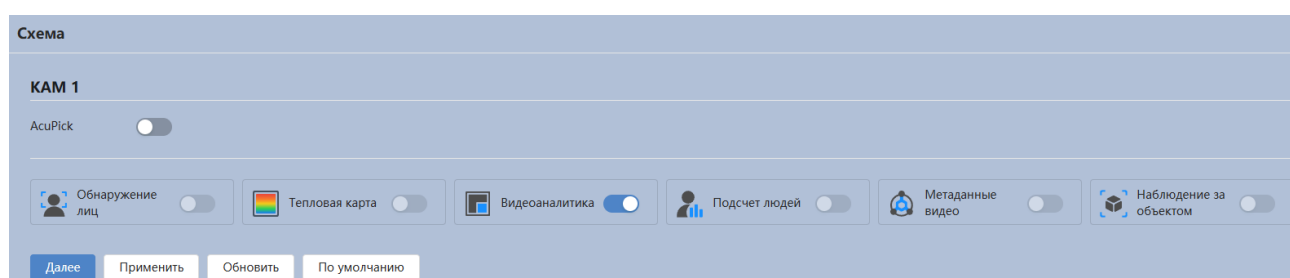 Схема
КАМ 1
AcuPick
Обнаружение
лиц
Тепловая карта
Видеоаналитика
Подсчет людей
Метаданные
видео
Наблюдение за
объектом
Далее Применить Обновить По умолчанию